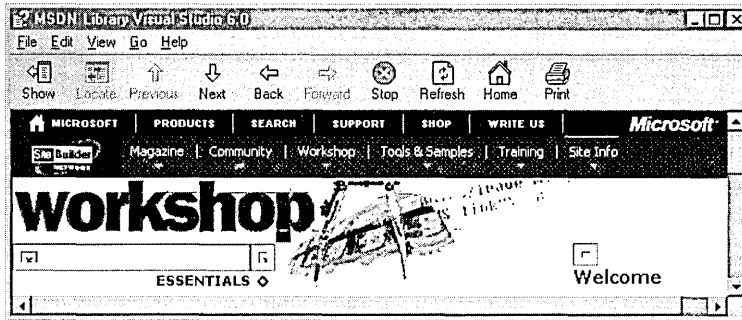 MSDN Library Visual Studio 6.0
File Edit View Go Help
Show Locate Previous Next Back Forward Stop Refresh Home Print
MICROSOFT PRODUCTS SEARCH SUPPORT SHOP WRITE US Microsoft
Site Builder NETWORK Magazine Community Workshop Tools & Samples Training Site Info
workshop
ESSENTIALS
Welcome